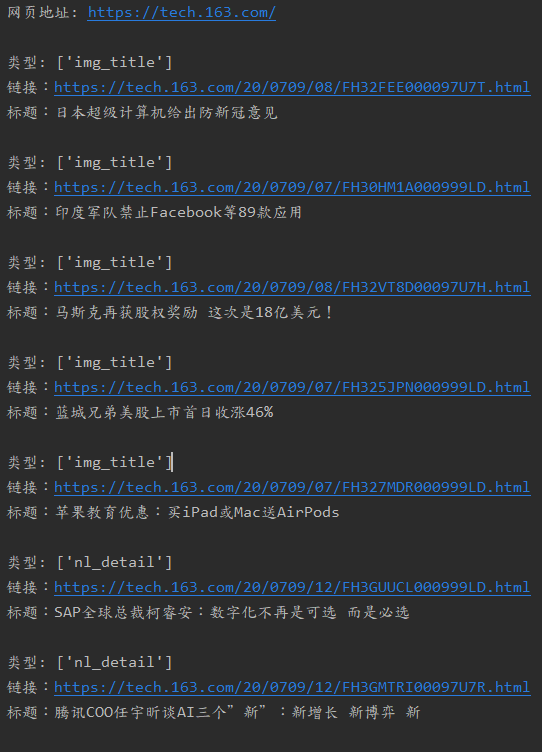 网页地址: https://tech.163.com/
类型: ['img_title']
链接：https://tech.163.com/20/0709/08/FH32FEE000097U7T.html
标题：日本超级计算机给出防新冠意见
类型: ['img_title']
链接：https://tech.163.com/20/0709/07/FH30HM1A000999LD.html
标题：印度军队禁止Facebook等89款应用
类型: ['img_title']
链接：https://tech.163.com/20/0709/08/FH32VT8D00097U7H.html
标题：马斯克再获股权奖励 这次是18亿美元！
类型: ['img_title']
链接：https://tech.163.com/20/0709/07/FH325JPN000999LD.html
标题：蓝城兄弟美股上市首日收涨46%
类型: ['img_title']
链接：https://tech.163.com/20/0709/07/FH327MDR000999LD.html
标题：苹果教育优惠：买iPad或Mac送AirPods
类型: ['nl_detail']
链接：https://tech.163.com/20/0709/12/FH3GUUCL000999LD.html
标题：SAP全球总裁柯睿安：数字化不再是可选 而是必选
类型: ['nl_detail']
链接：https://tech.163.com/20/0709/12/FH3GMTRI00097U7R.html
标题：腾讯COO任宇昕谈AI三个”新”：新增长 新博弈 新